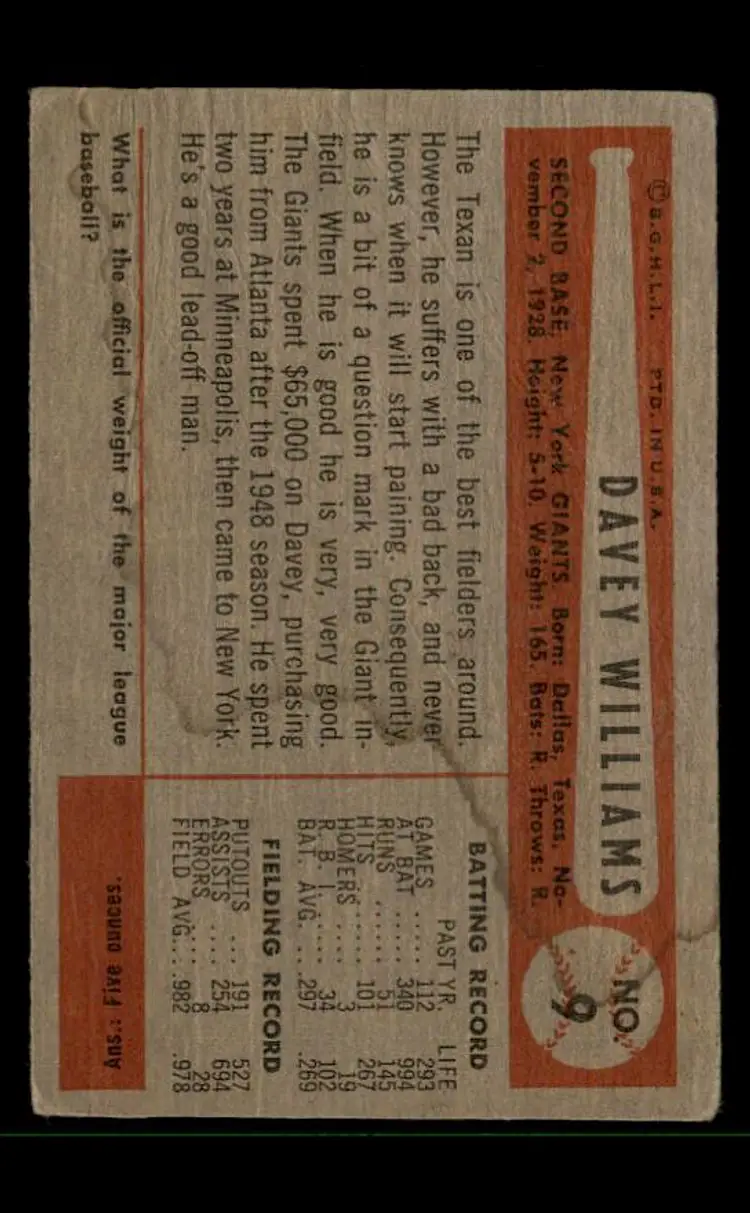 ©B.G.H.L.I. PTD. IN U.S.A.
DAVEY WILLIAMS
NO.
9
SECOND BASE, New York GIANTS. Born: Dallas, Texas, No-
vember 2, 1928. Height: 5-10. Weight: 165. Bats: R. Throws: R.
The Texan is one of the best fielders around.
However, he suffers with a bad back, and never
knows when it will start paining. Consequently,
he is a bit of a question mark in the Giant in-
field. When he is good he is very, very good.
The Giants spent $65,000 on Davey, purchasing
him from Atlanta after the 1948 season. He spent
two years at Minneapolis, then came to New York.
He's a good lead-off man.
BATTING RECORD
PAST YR. LIFE
GAMES ..... 112 293
AT BAT ..... 340 994
RUNS ...... 51 145
HITS ...... 101 267
HOMERS .... 3 19
R. B. I. .... 34 102
BAT. AVG. ... .297 .269
FIELDING RECORD
PUTOUTS ... 191 527
ASSISTS .... 254 694
ERRORS .... 8 28
FIELD AVG... .982 .978
What is the official weight of the major league
baseball?
Ans.: Five ounces.